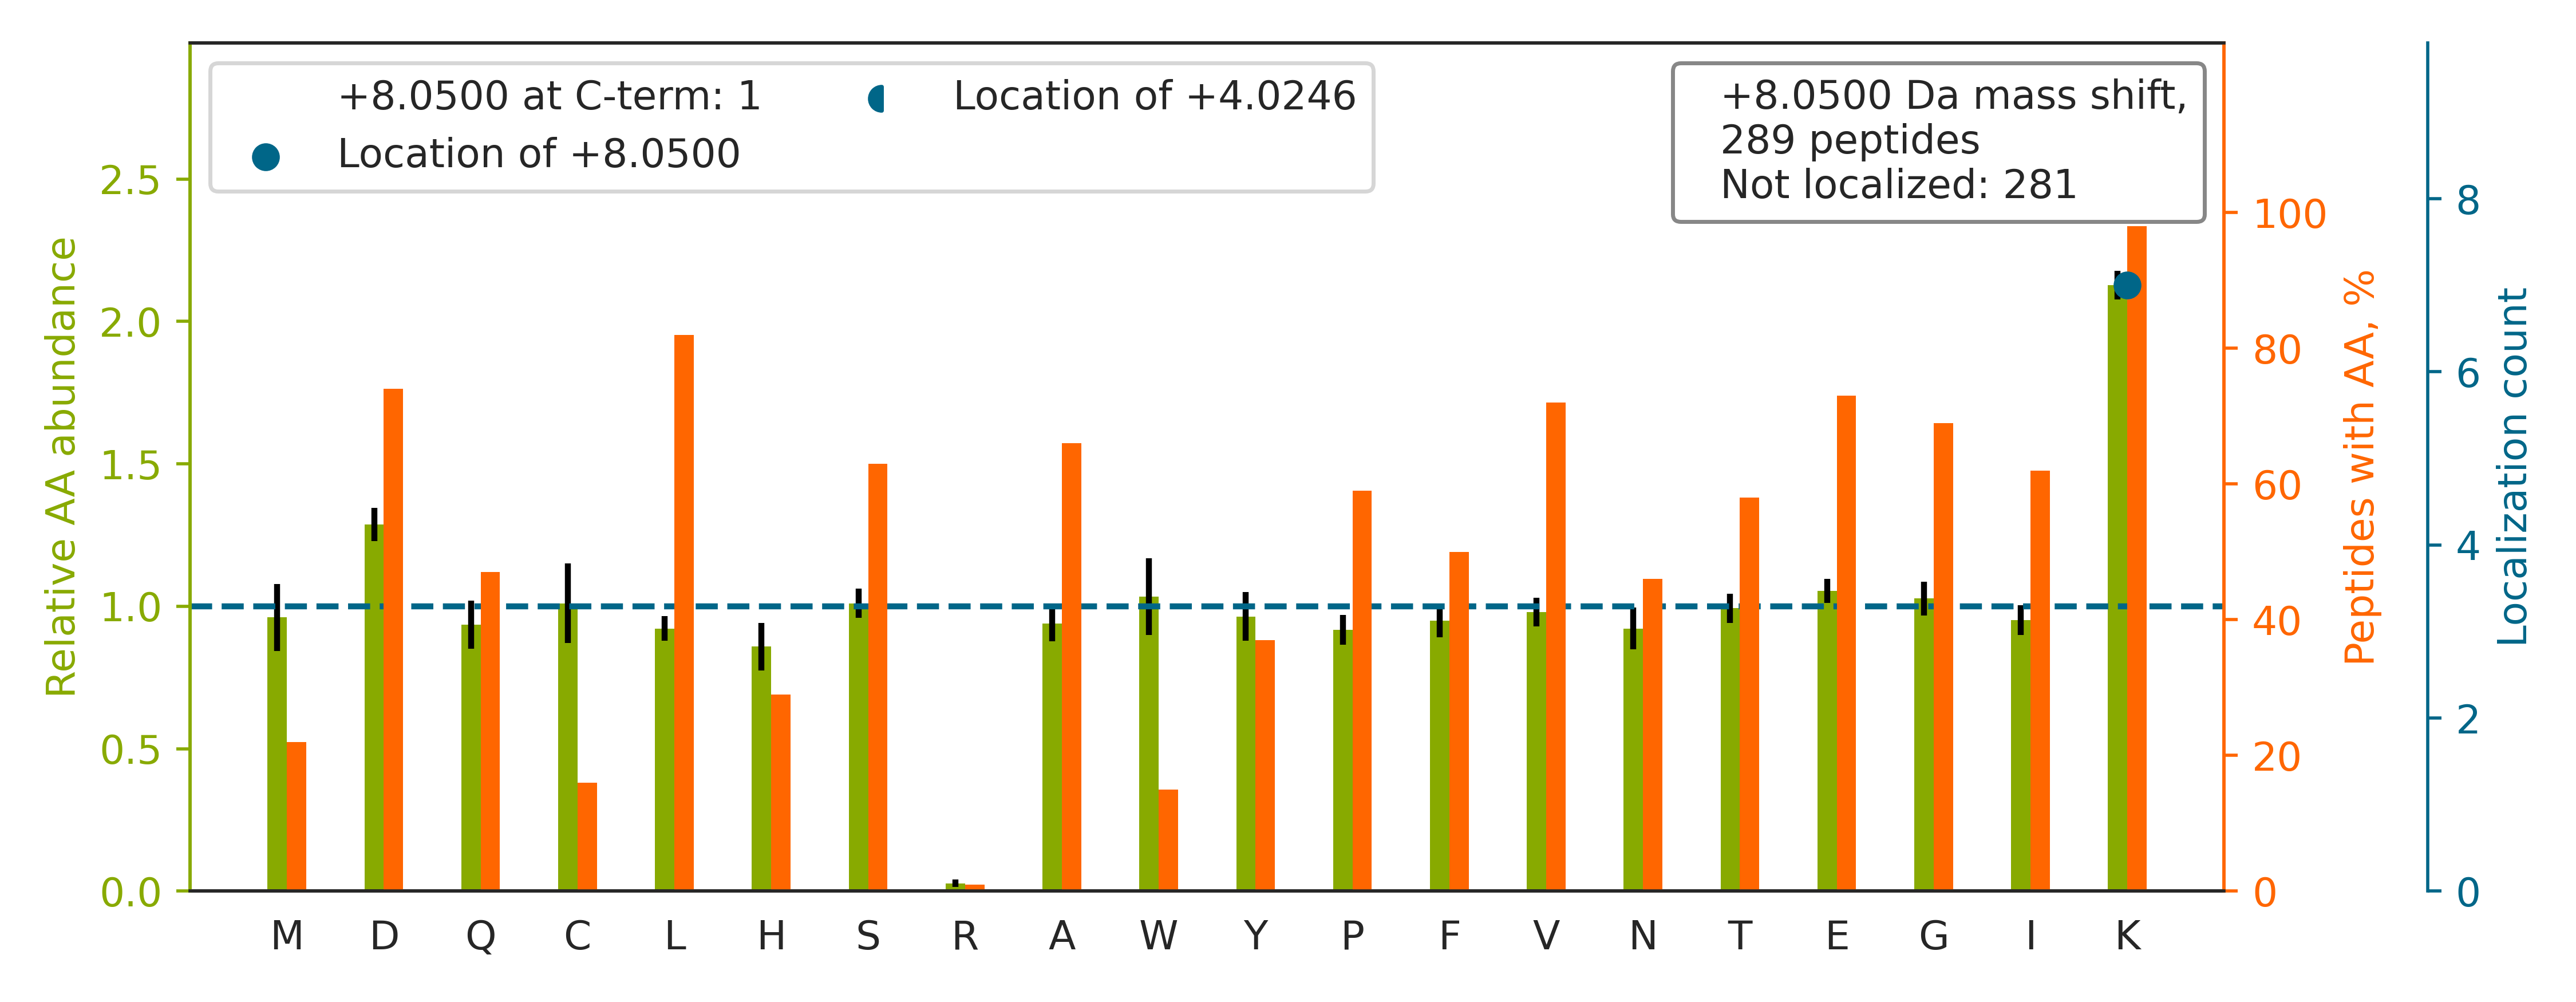 +8.0500 at C-term: 1
Location of +8.0500
Location of +4.0246
+8.0500 Da mass shift,
289 peptides
Not localized: 281
Relative AA abundance
2.5
2.0
1.5
1.0
0.5
0.0
M D Q C L H S R A W Y P F V N T E G I K
100
80
60
40
20
0
Peptides with AA, %
8
6
4
2
0
Localization count